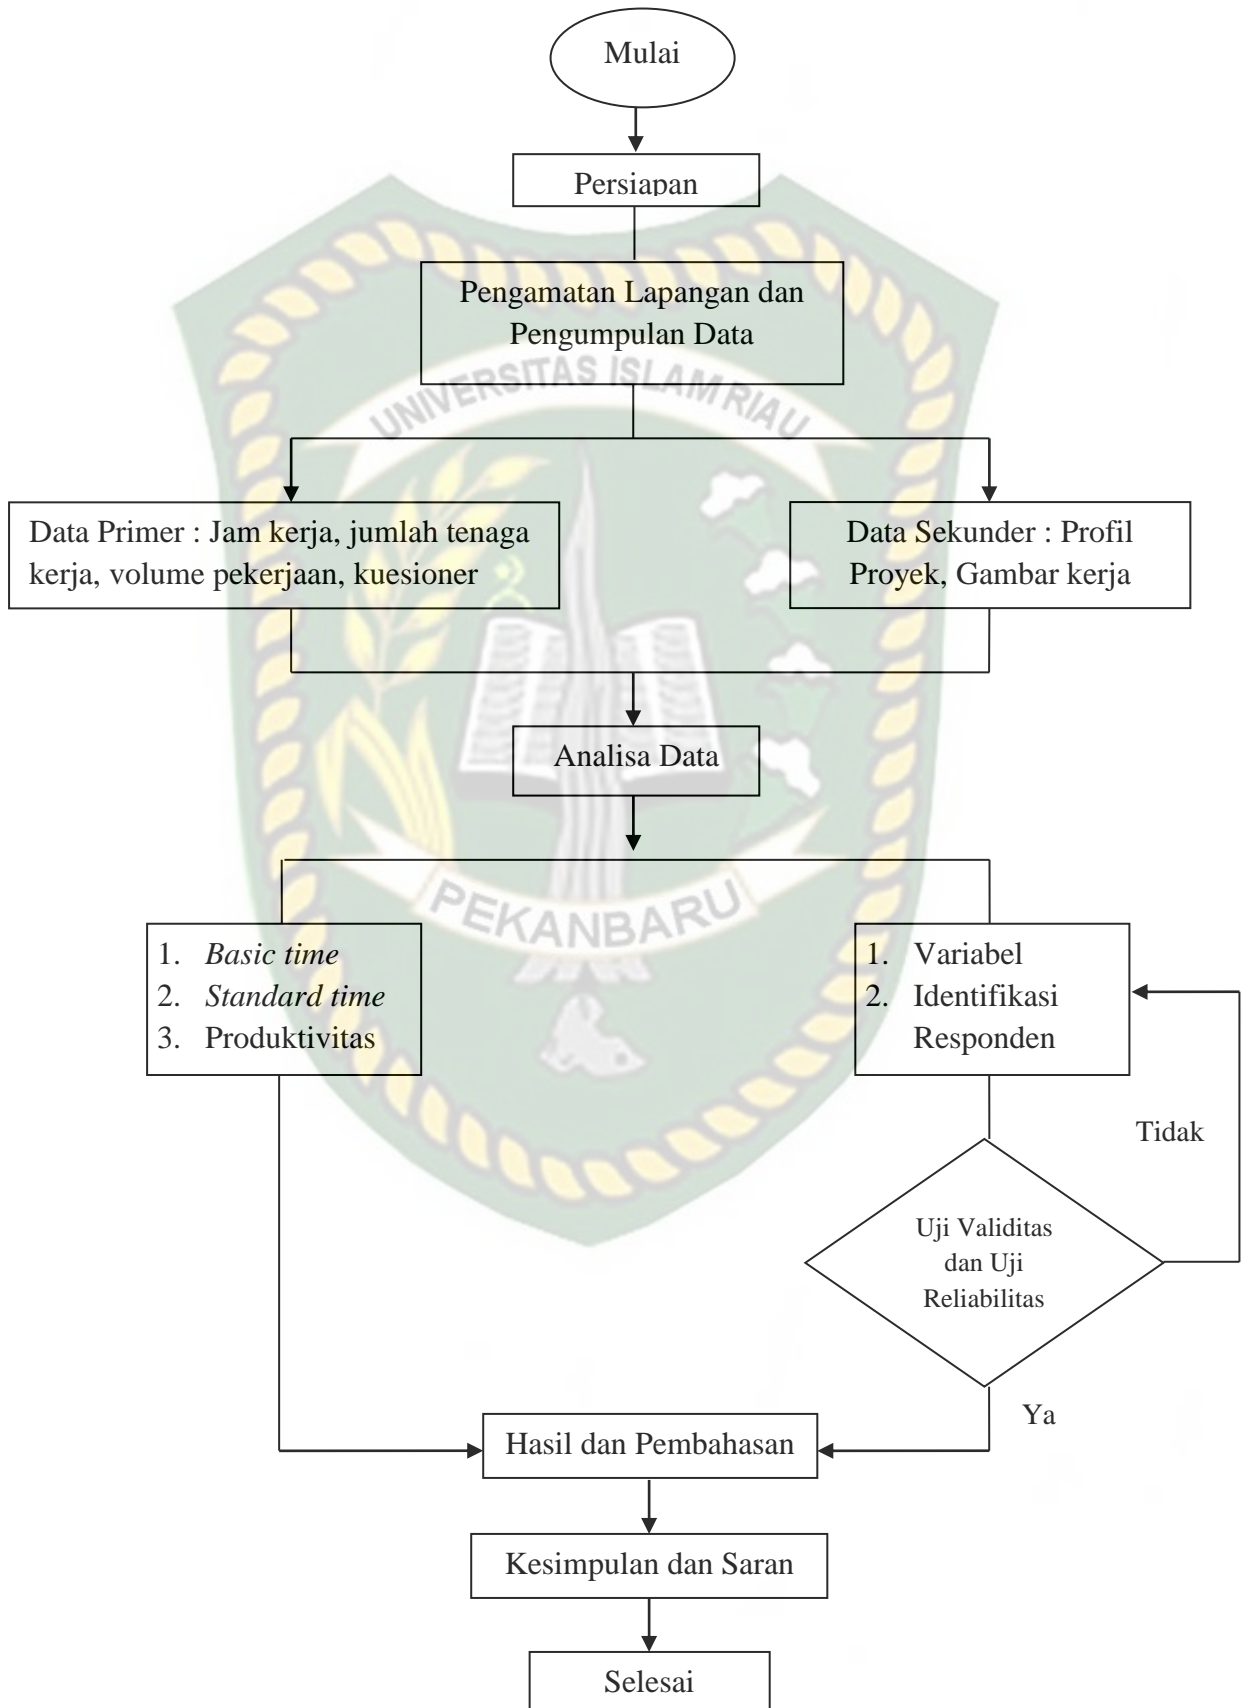 Mulai
Persiapan
Pengamatan Lapangan dan
Pengumpulan Data
UNIVERSITAS ISLAM RIAU
Data Primer : Jam kerja, jumlah tenaga
kerja, volume pekerjaan, kuesioner
Data Sekunder : Profil
Proyek, Gambar kerja
Analisa Data
PEKANBARU
1. Basic time
2. Standard time
3. Produktivitas
1. Variabel
2. Identifikasi
Responden
Tidak
Uji Validitas
dan Uji
Reliabilitas
Ya
Hasil dan Pembahasan
Kesimpulan dan Saran
Selesai